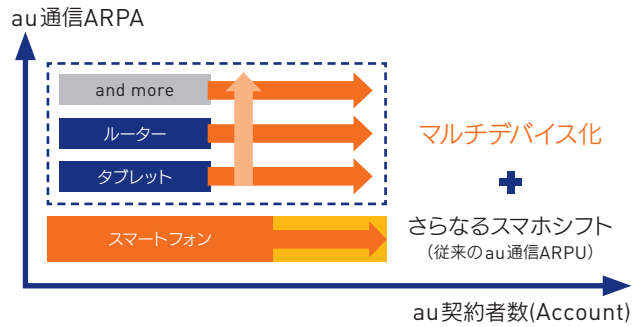 au通信ARPA
and more
ルーター
タブレット
スマートフォン
マルチデバイス化
+
さらなるスマホシフト
（従来のau通信ARPU）
au契約者数(Account)